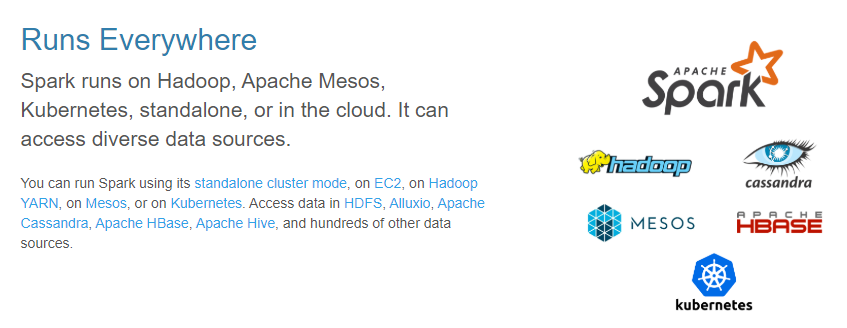 Runs Everywhere
Spark runs on Hadoop, Apache Mesos,
Kubernetes, standalone, or in the cloud. It can
access diverse data sources.
You can run Spark using its standalone cluster mode, on EC2, on Hadoop
YARN, on Mesos, or on Kubernetes. Access data in HDFS, Alluxio, Apache
Cassandra, Apache HBase, Apache Hive, and hundreds of other data
sources.
APACHE
Spark
hadoop
cassandra
MESOS
APACHE
HBASE
kubernetes